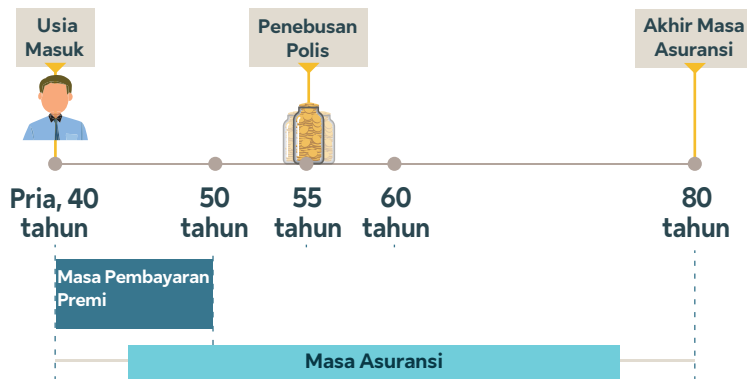 Usia
Masuk
Penebusan
Polis
Akhir Masa
Asuransi
Pria, 40
tahun
50
tahun
55
tahun
60
tahun
80
tahun
Masa Pembayaran
Premi
Masa Asuransi